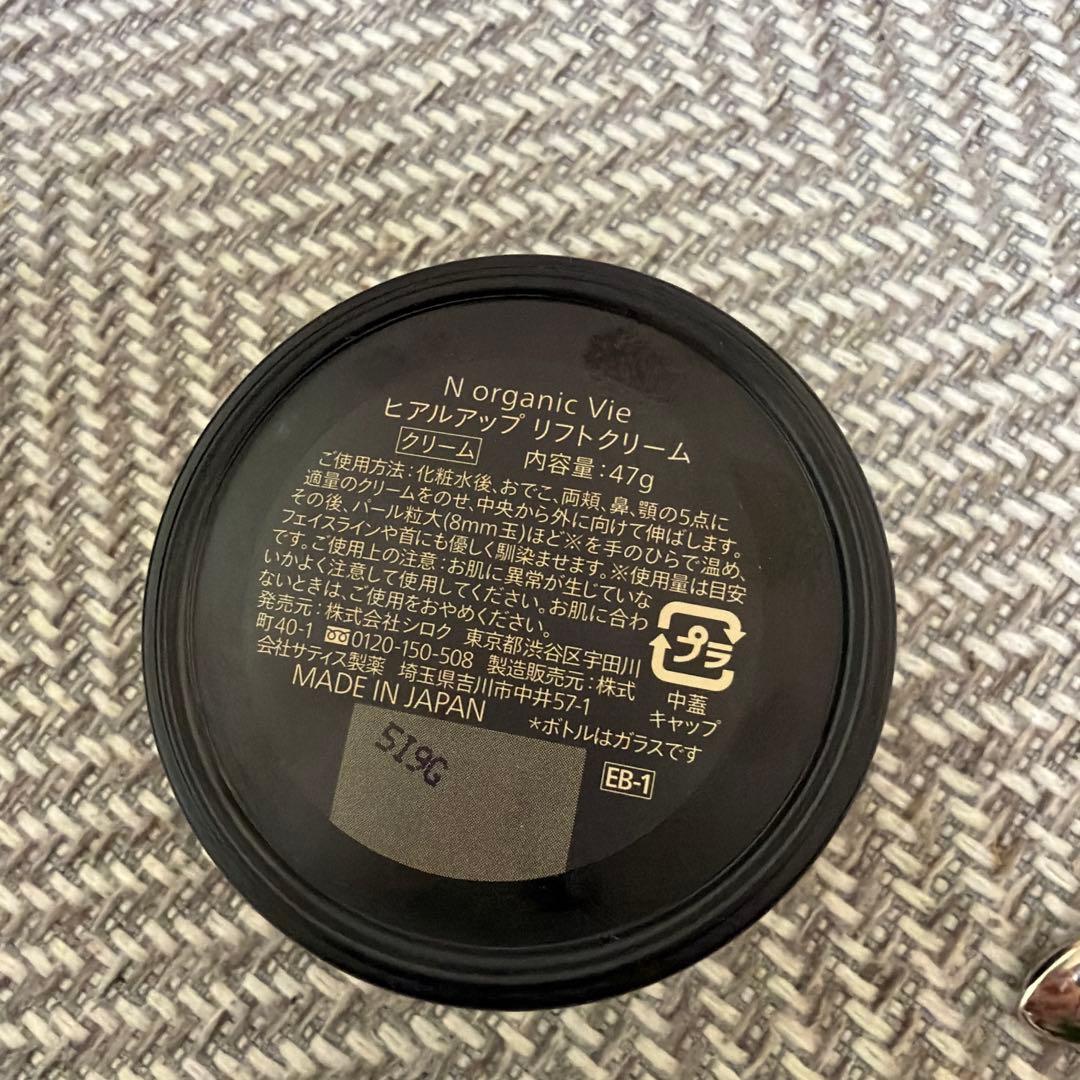 N organic Vie
ヒアルアップ リフトクリーム
クリーム 内容量:47g
ご使用方法:化粧水後、おでこ、両頬、鼻、顎の5点に
適量のクリームをのせ、中央から外に向けて伸ばします。
その後、パール粒大(8mm玉)ほど※を手のひらで温め、
フェイスラインや首にも優しく馴染ませます。※使用量は目安
です。ご使用上の注意:お肌に異常が生じていな
いかよく注意して使用してください。お肌に合わ
ないときは、ご使用をおやめください。
発売元:株式会社シロク 東京都渋谷区宇田川
町40-1 0120-150-508 製造販売元:株式
会社サティス製薬 埼玉県吉川市中井57-1
MADE IN JAPAN
プラ
中蓋
キャップ
*ボトルはガラスです
5I9G
EB-1